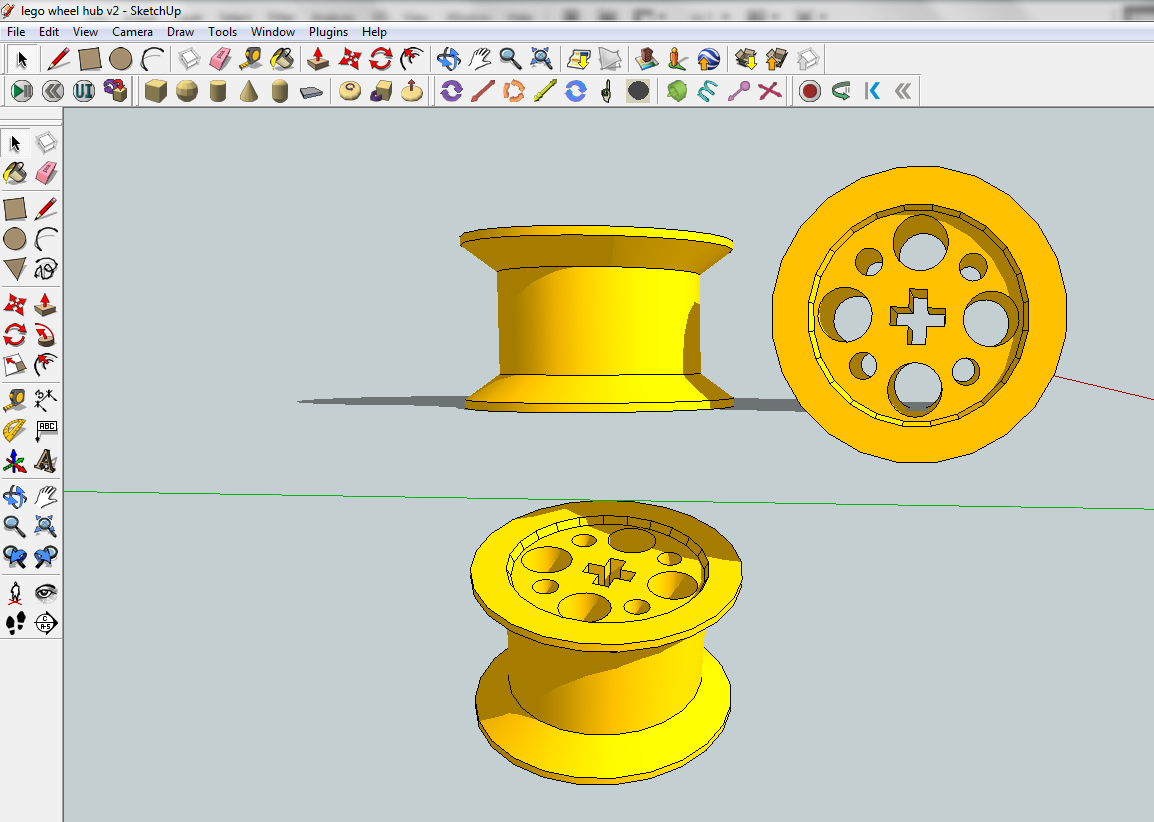 lego wheel hub v2 - SketchUp
File Edit View Camera Draw Tools Window Plugins Help
UI
ABC
A